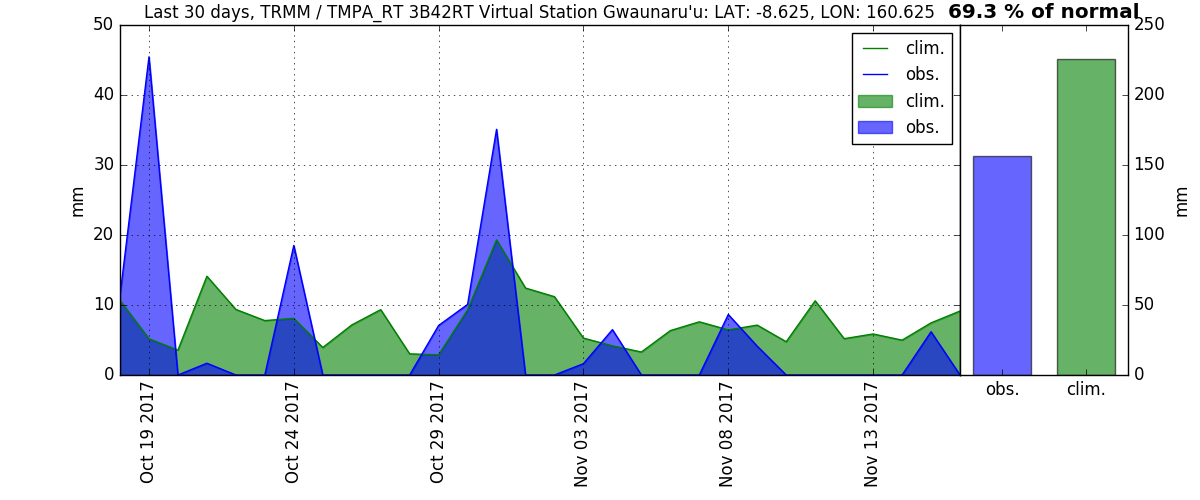 Last 30 days, TRMM / TMPA_RT 3B42RT Virtual Station Gwaunaru'u: LAT: -8.625, LON: 160.625
69.3 % of normal
50
40
30
20
10
0
mm
clim.
obs.
clim.
obs.
Oct 19 2017
Oct 24 2017
Oct 29 2017
Nov 03 2017
Nov 08 2017
Nov 13 2017
250
200
150
100
50
0
mm
obs.
clim.